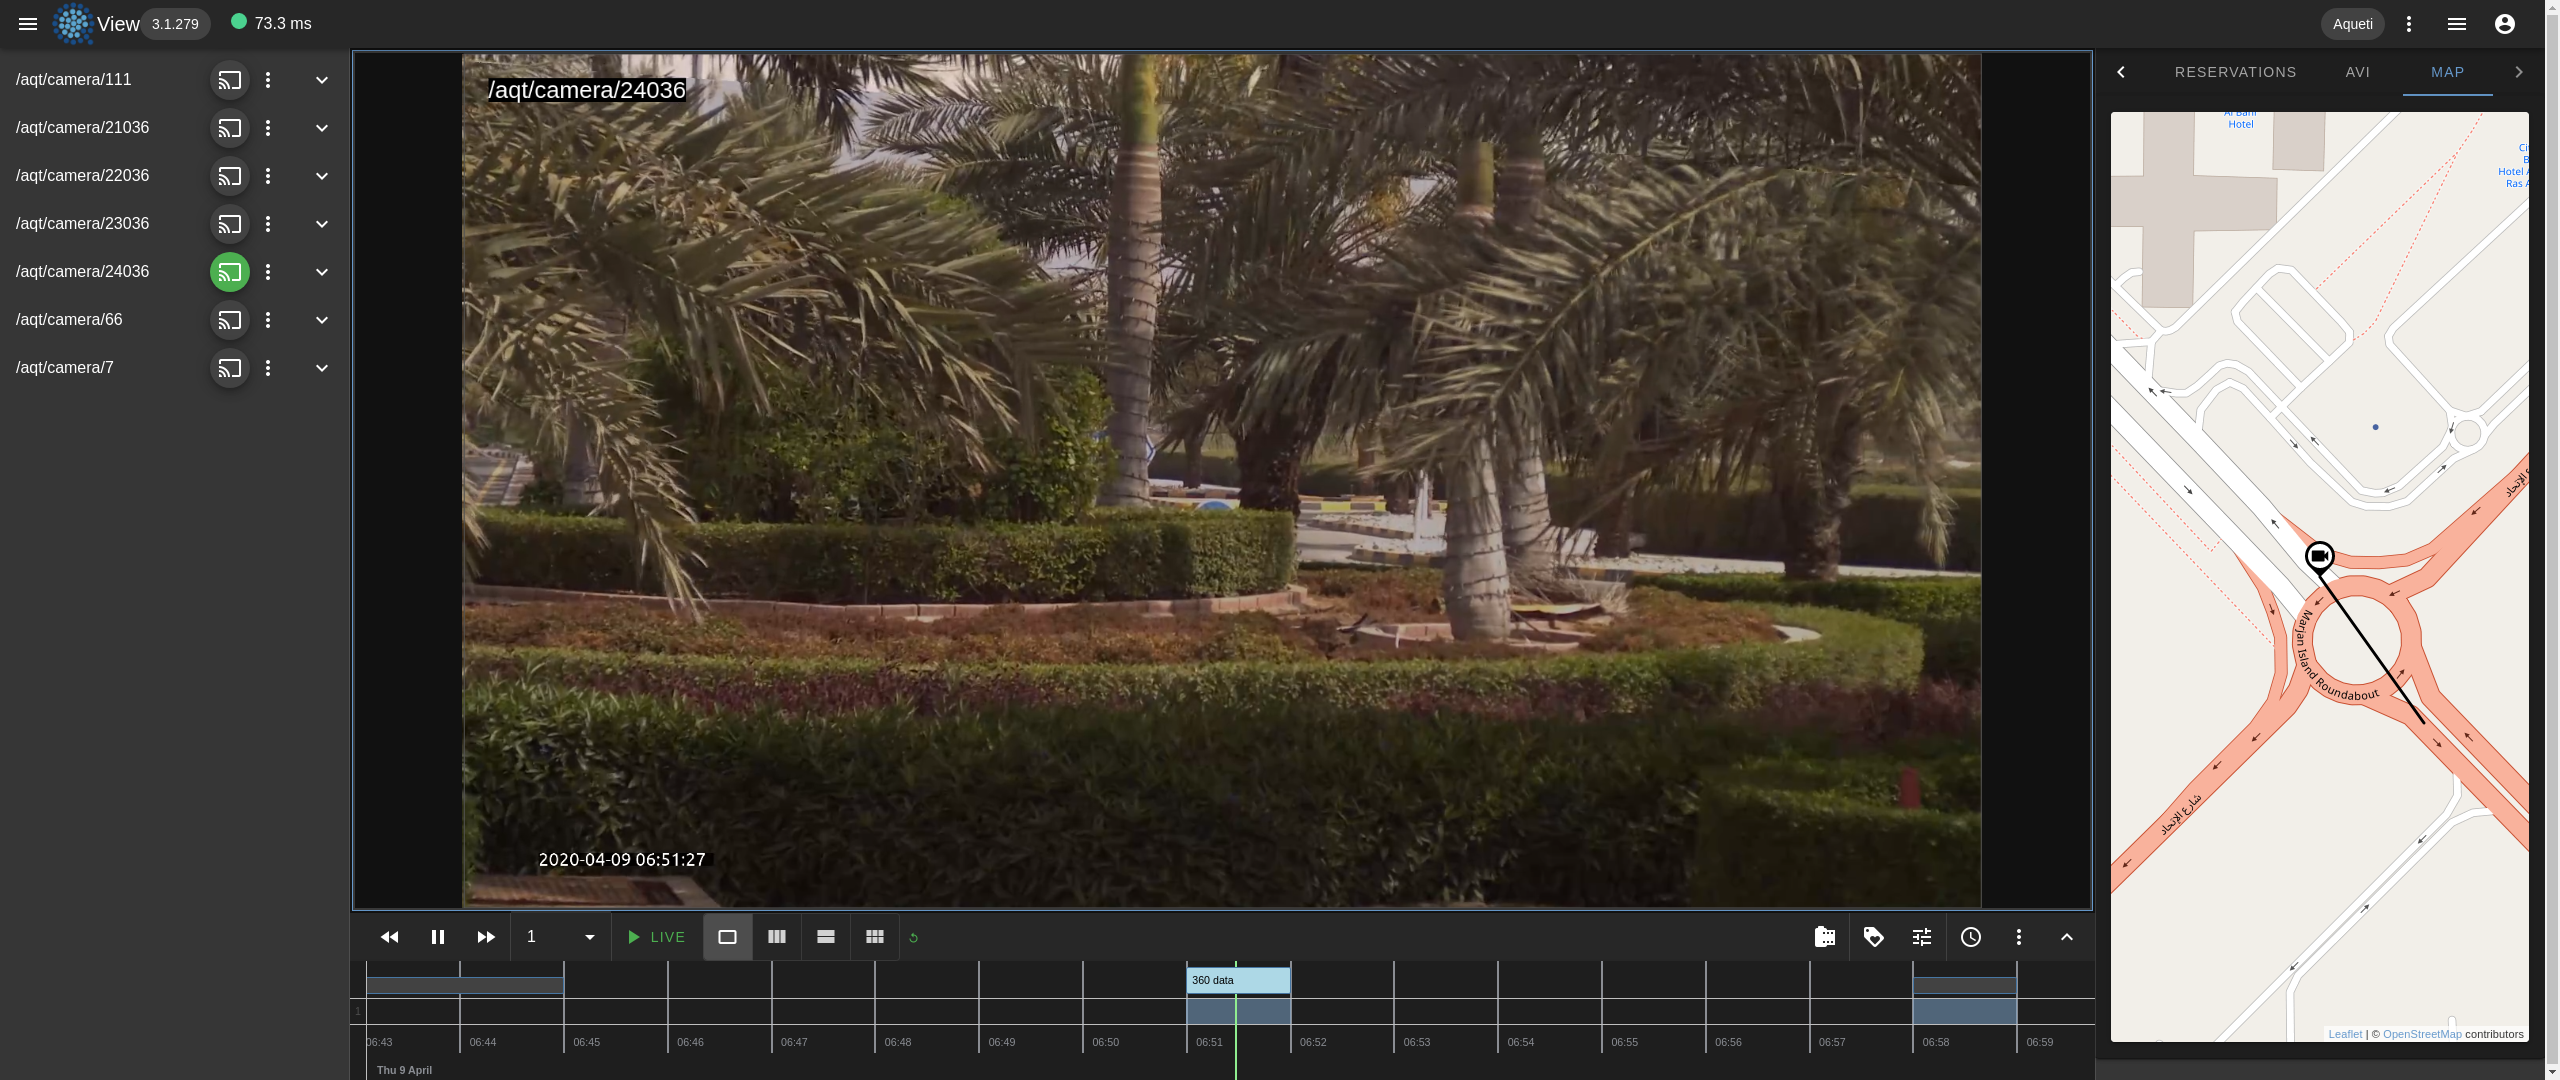 View 3.1.279 73.3 ms
Aqueti
/aqt/camera/111
/aqt/camera/21036
/aqt/camera/22036
/aqt/camera/23036
/aqt/camera/24036
/aqt/camera/66
/aqt/camera/7
/aqt/camera/24036
2020-04-09 06:51:27
RESERVATIONS AVI MAP
Al Bahr
Hotel
Hotel
Ras A
الإتحاد
Marjan Island Roundabout
شارع الإتحاد
Leaflet | © OpenStreetMap contributors
1 LIVE
360 data
1
06:43 06:44 06:45 06:46 06:47 06:48 06:49 06:50 06:51 06:52 06:53 06:54 06:55 06:56 06:57 06:58 06:59
Thu 9 April